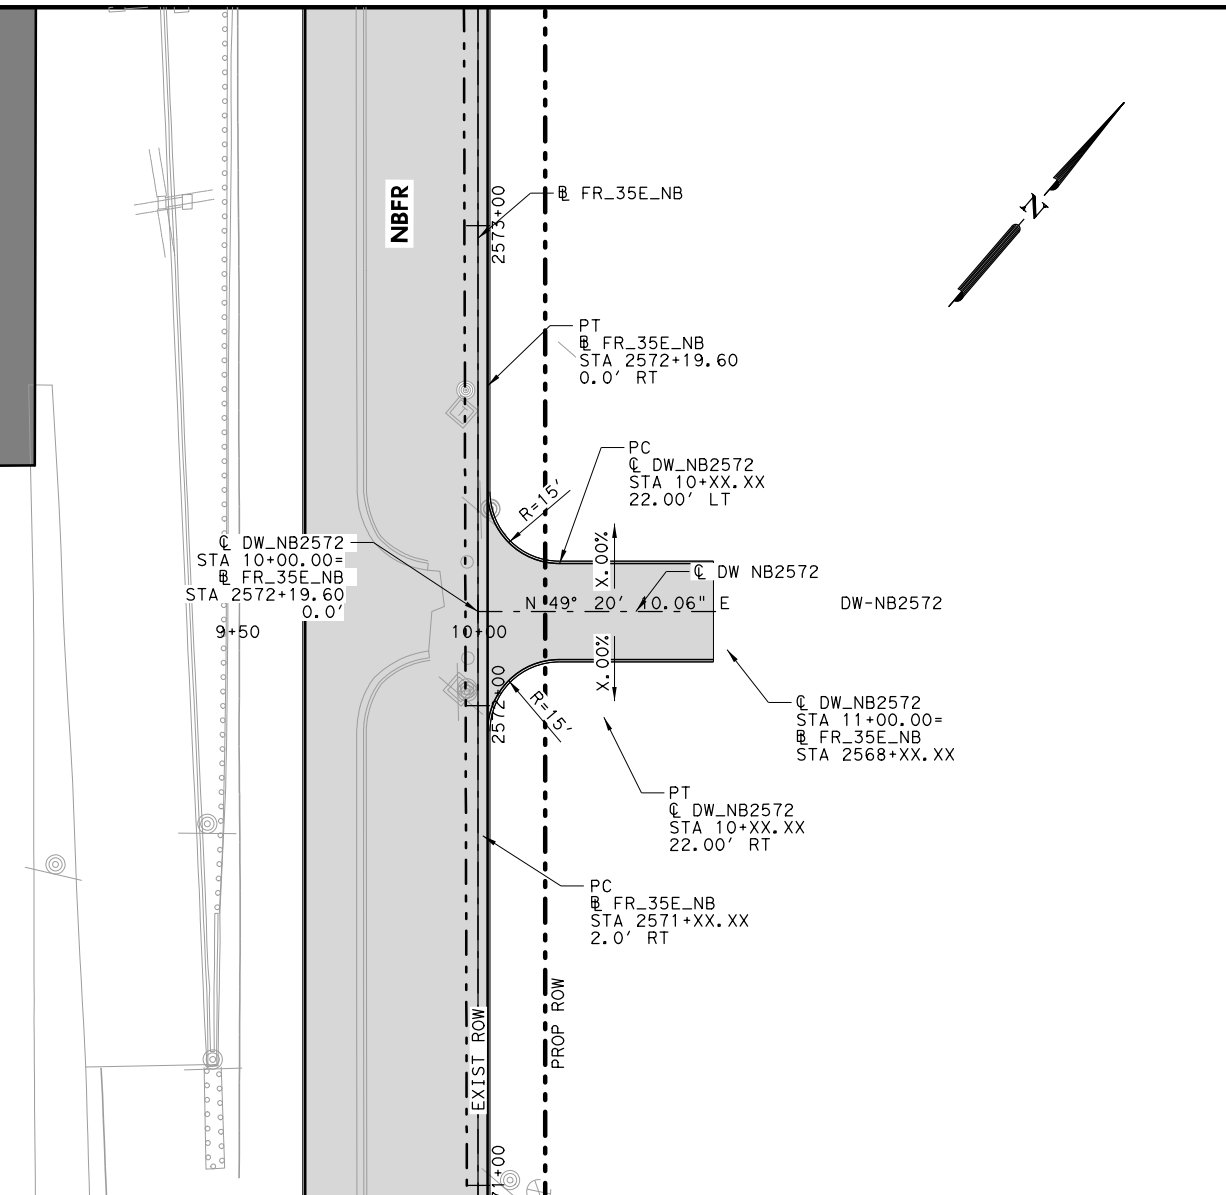 NBFR
℄ FR_35E_NB
2573+00
N
PT
℄ FR_35E_NB
STA 2572+19.60
0.0' RT
PC
℄ DW_NB2572
STA 10+XX.XX
22.00' LT
R=15'
X.00%
℄ DW_NB2572
STA 10+00.00=
℄ FR_35E_NB
STA 2572+19.60
0.0'
℄ DW NB2572
N 49° 20' 0.06" E
DW-NB2572
9+50
10+00
X.00%
2572+00
R=15'
℄ DW_NB2572
STA 11+00.00=
℄ FR_35E_NB
STA 2568+XX.XX
PT
℄ DW_NB2572
STA 10+XX.XX
22.00' RT
PC
℄ FR_35E_NB
STA 2571+XX.XX
2.0' RT
EXIST ROW
PROP ROW
1+00